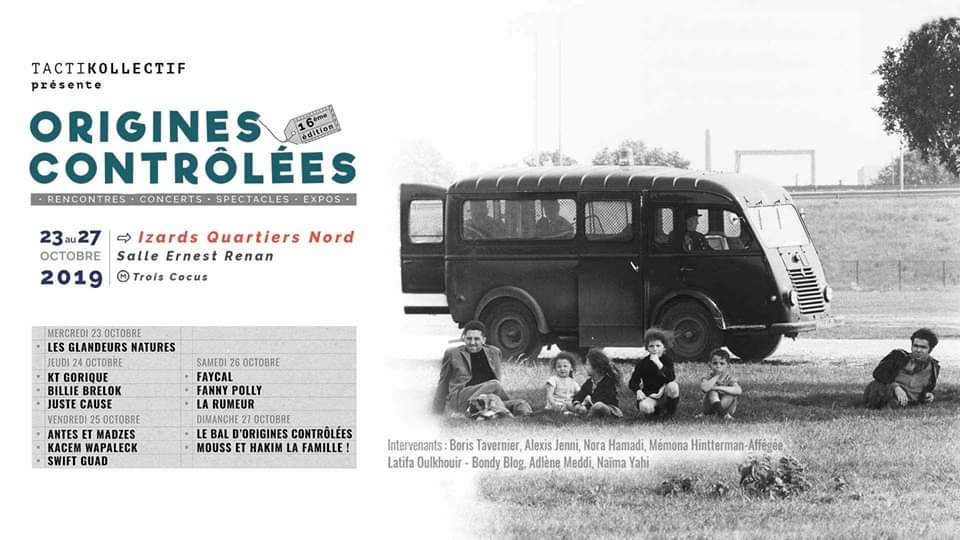 TACTIKOLLECTIF
présente
ORIGINES
16ème
édition
CONTRÔLÉES
· RENCONTRES · CONCERTS · SPECTACLES · EXPOS ·
23 au 27
OCTOBRE
2019
⇨ Izards Quartiers Nord
Salle Ernest Renan
Ⓜ Trois Cocus
MERCREDI 23 OCTOBRE
• LES GLANDEURS NATURES
JEUDI 24 OCTOBRE
• KT GORIQUE
• BILLIE BRELOK
• JUSTE CAUSE
VENDREDI 25 OCTOBRE
• ANTES ET MADZES
• KACEM WAPALECK
• SWIFT GUAD
SAMEDI 26 OCTOBRE
• FAYCAL
• FANNY POLLY
• LA RUMEUR
DIMANCHE 27 OCTOBRE
• LE BAL D'ORIGINES CONTRÔLÉES
• MOUSS ET HAKIM LA FAMILLE !
Intervenants : Boris Tavernier, Alexis Jenni, Nora Hamadi, Mémona Hintterman-Affégée,
Latifa Oulkhouir - Bondy Blog, Adlène Meddi, Naïma Yahi